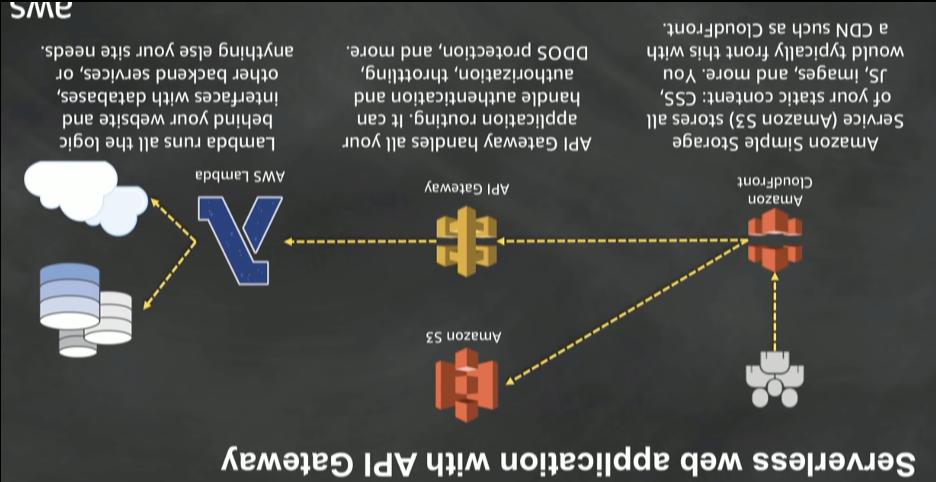 Serverless web application with API Gateway
Amazon S3
Amazon
CloudFront
API Gateway
AWS Lambda
Amazon Simple Storage
Service (Amazon S3) stores all
of your static content: CSS,
JS, images, and more. You
would typically front this with
a CDN such as CloudFront.
API Gateway handles all your
application routing. It can
handle authentication and
authorization, throttling,
DDOS protection, and more.
Lambda runs all the logic
behind your website and
interfaces with databases,
other backend services, or
anything else your site needs.
aws